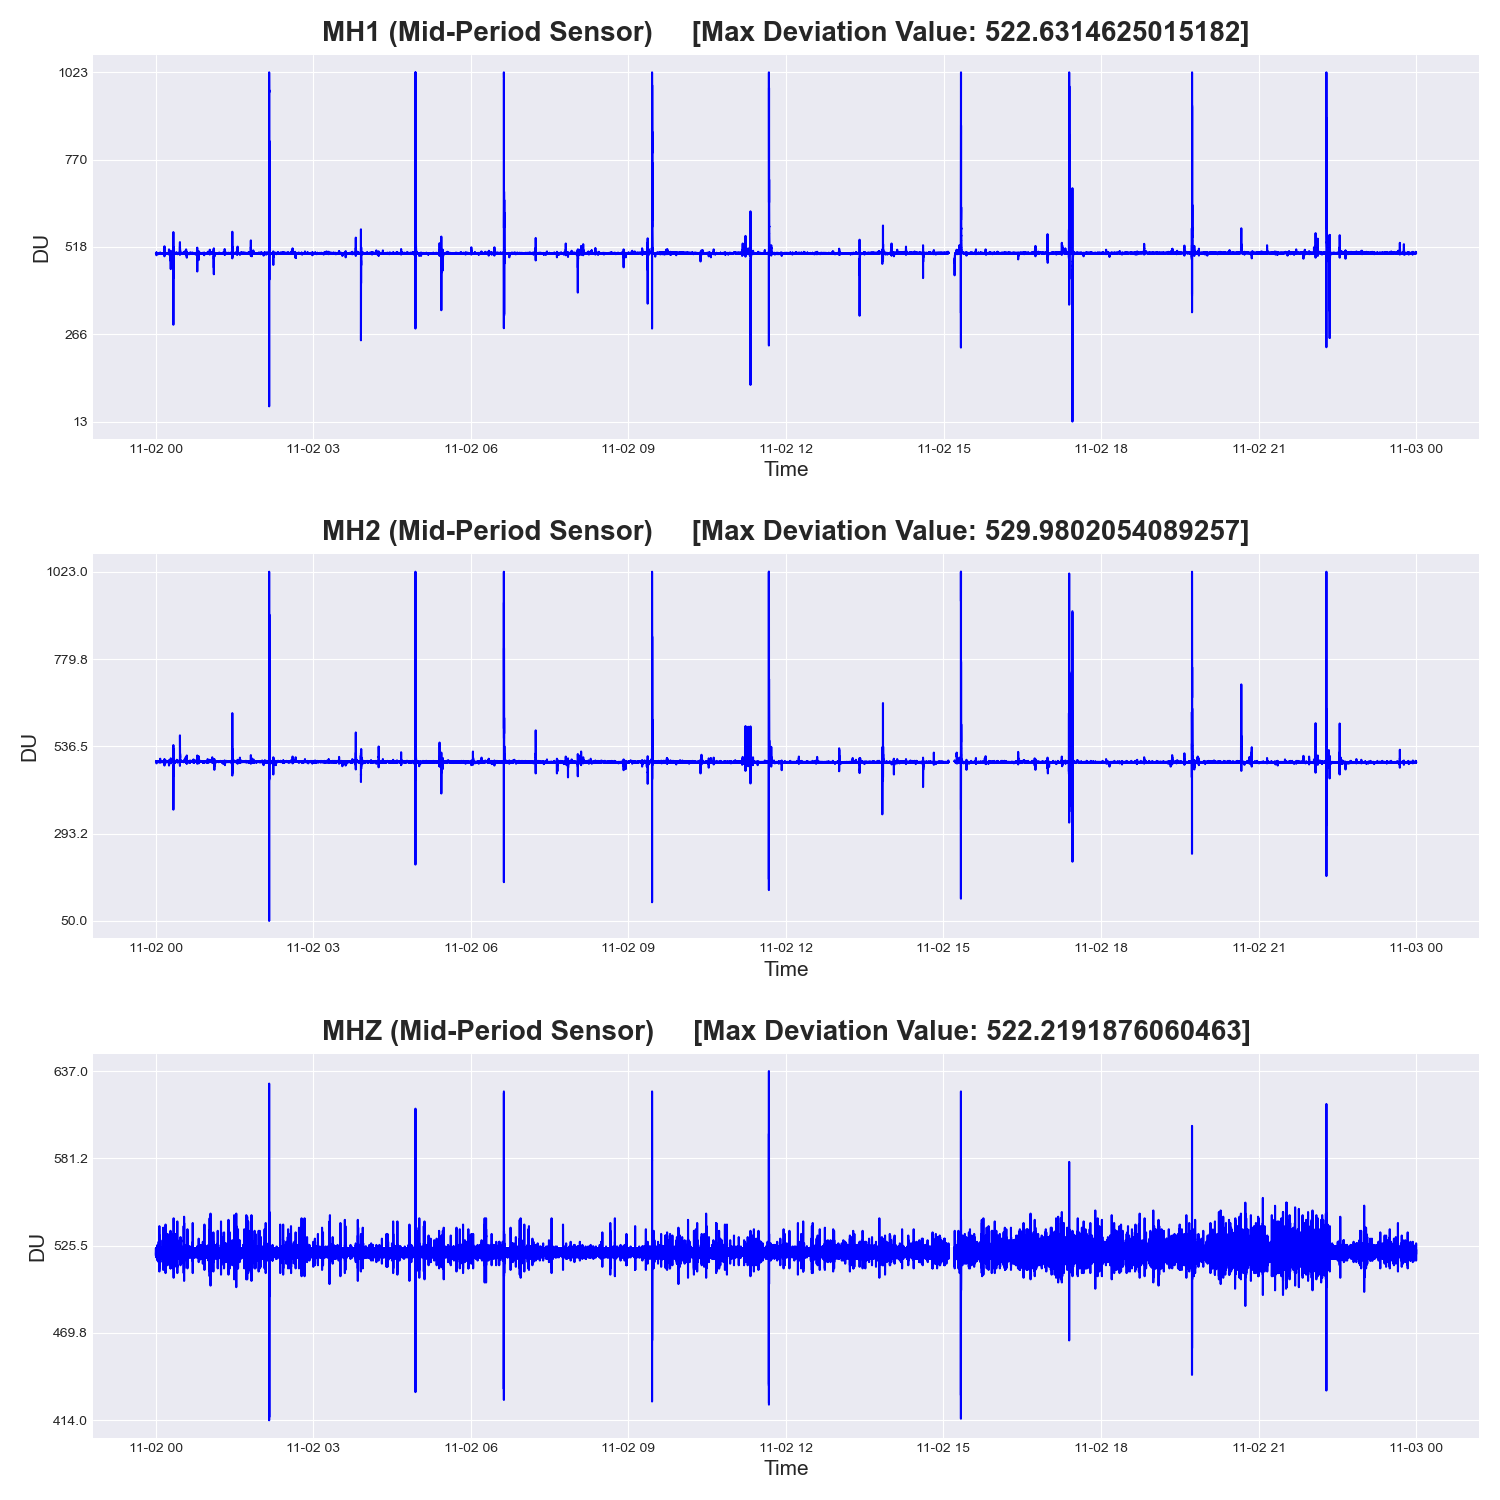 MH1 (Mid-Period Sensor) [Max Deviation Value: 522.6314625015182]
1023
770
518
266
13
DU
11-02 00 11-02 03 11-02 06 11-02 09 11-02 12 11-02 15 11-02 18 11-02 21 11-03 00
Time
MH2 (Mid-Period Sensor) [Max Deviation Value: 529.9802054089257]
1023.0
779.8
536.5
293.2
50.0
DU
11-02 00 11-02 03 11-02 06 11-02 09 11-02 12 11-02 15 11-02 18 11-02 21 11-03 00
Time
MHZ (Mid-Period Sensor) [Max Deviation Value: 522.2191876060463]
637.0
581.2
525.5
469.8
414.0
DU
11-02 00 11-02 03 11-02 06 11-02 09 11-02 12 11-02 15 11-02 18 11-02 21 11-03 00
Time